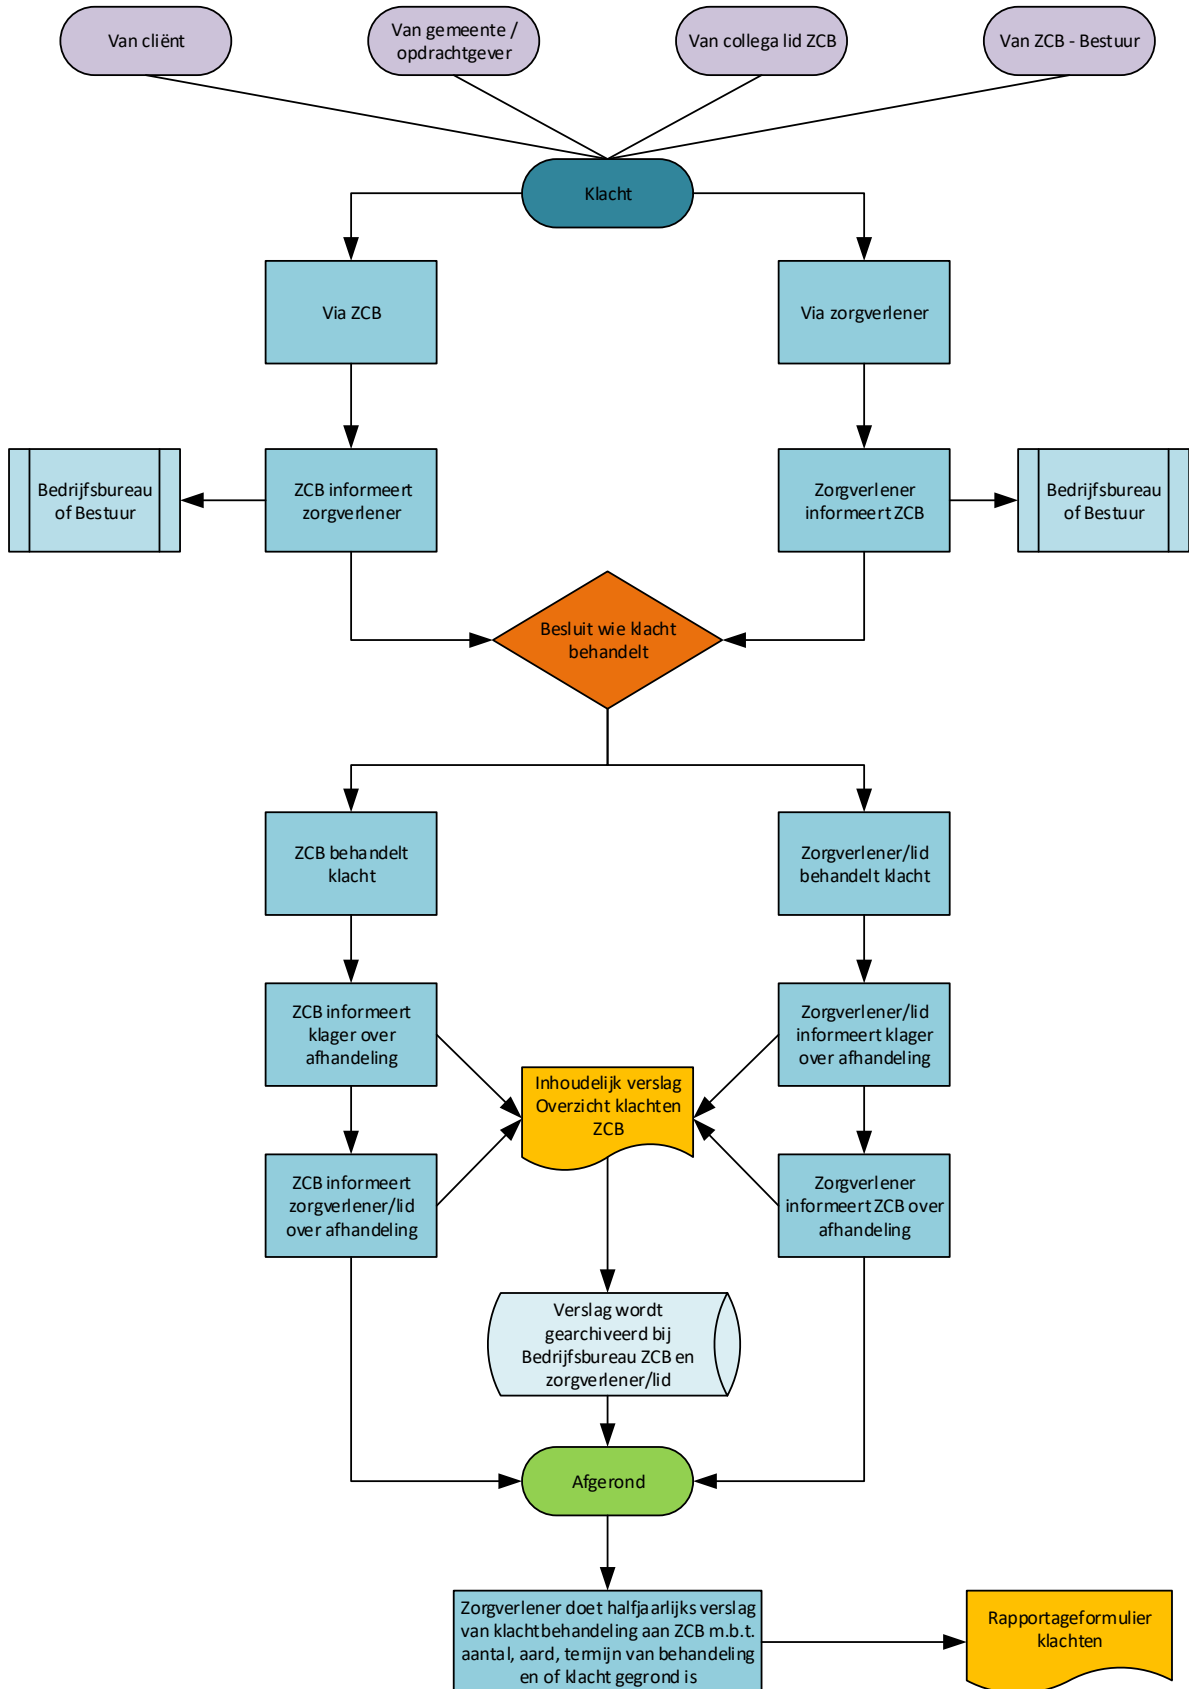 Van cliënt
Van gemeente /
opdrachtgever
Van collega lid ZCB
Van ZCB - Bestuur
Klacht
Via ZCB
Via zorgverlener
Bedrijfsbureau
of Bestuur
ZCB informeert
zorgverlener
Zorgverlener
informeert ZCB
Bedrijfsbureau
of Bestuur
Besluit wie klacht
behandelt
ZCB behandelt
klacht
Zorgverlener/lid
behandelt klacht
ZCB informeert
klager over
afhandeling
Zorgverlener/lid
informeert klager
over afhandeling
Inhoudelijk verslag
Overzicht klachten
ZCB
ZCB informeert
zorgverlener/lid
over afhandeling
Zorgverlener
informeert ZCB over
afhandeling
Verslag wordt
gearchiveerd bij
Bedrijfsbureau ZCB en
zorgverlener/lid
Afgerond
Zorgverlener doet halfjaarlijks verslag
van klachtbehandeling aan ZCB m.b.t.
aantal, aard, termijn van behandeling
en of klacht gegrond is
Rapportageformulier
klachten